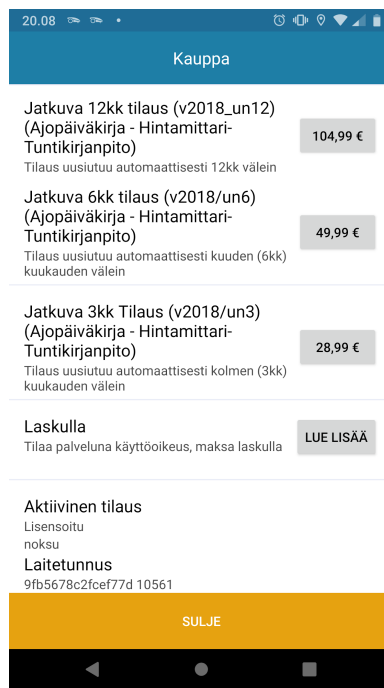 20.08
Kauppa
Jatkuva 12kk tilaus (v2018_un12)
(Ajopäiväkirja - Hintamittari-
Tuntikirjanpito)
104,99 €
Tilaus uusiutuu automaattisesti 12kk välein
Jatkuva 6kk tilaus (v2018/un6)
(Ajopäiväkirja - Hintamittari-
Tuntikirjanpito)
49,99 €
Tilaus uusiutuu automaattisesti kuuden (6kk)
kuukauden välein
Jatkuva 3kk Tilaus (v2018/un3)
(Ajopäiväkirja - Hintamittari-
Tuntikirjanpito)
28,99 €
Tilaus uusiutuu automaattisesti kolmen (3kk)
kuukauden välein
Laskulla
Tilaa palveluna käyttöoikeus, maksa laskulla
LUE LISÄÄ
Aktiivinen tilaus
Lisensoitu
noksu
Laitetunnus
9fb5678c2fcef77d 10561
SULJE